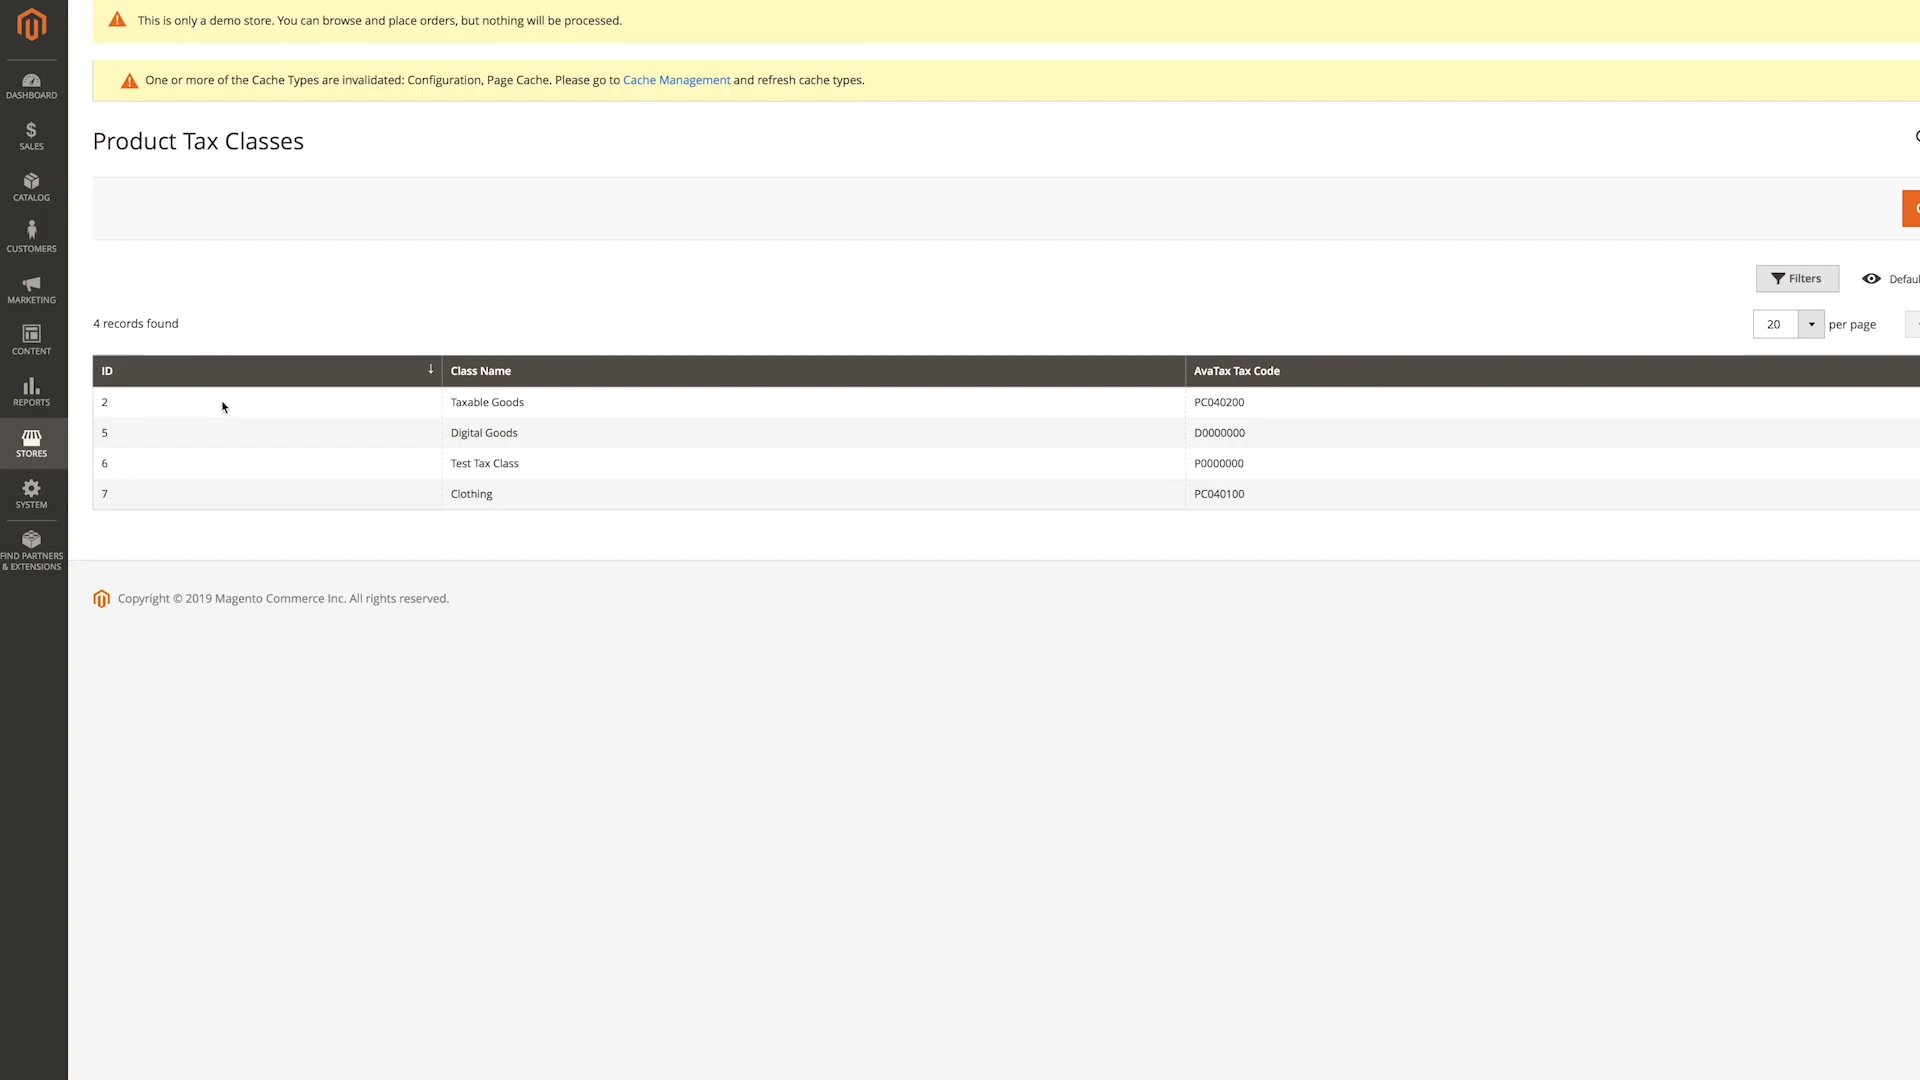 This is only a demo store. You can browse and place orders, but nothing will be processed.
One or more of the Cache Types are invalidated: Configuration, Page Cache. Please go to Cache Management and refresh cache types.
DASHBOARD
SALES
CATALOG
CUSTOMERS
MARKETING
CONTENT
REPORTS
STORES
SYSTEM
FIND PARTNERS
& EXTENSIONS
Product Tax Classes
Filters
Defaul
4 records found
20 per page
ID Class Name AvaTax Tax Code
2 Taxable Goods PC040200
5 Digital Goods D0000000
6 Test Tax Class P0000000
7 Clothing PC040100
Copyright © 2019 Magento Commerce Inc. All rights reserved.